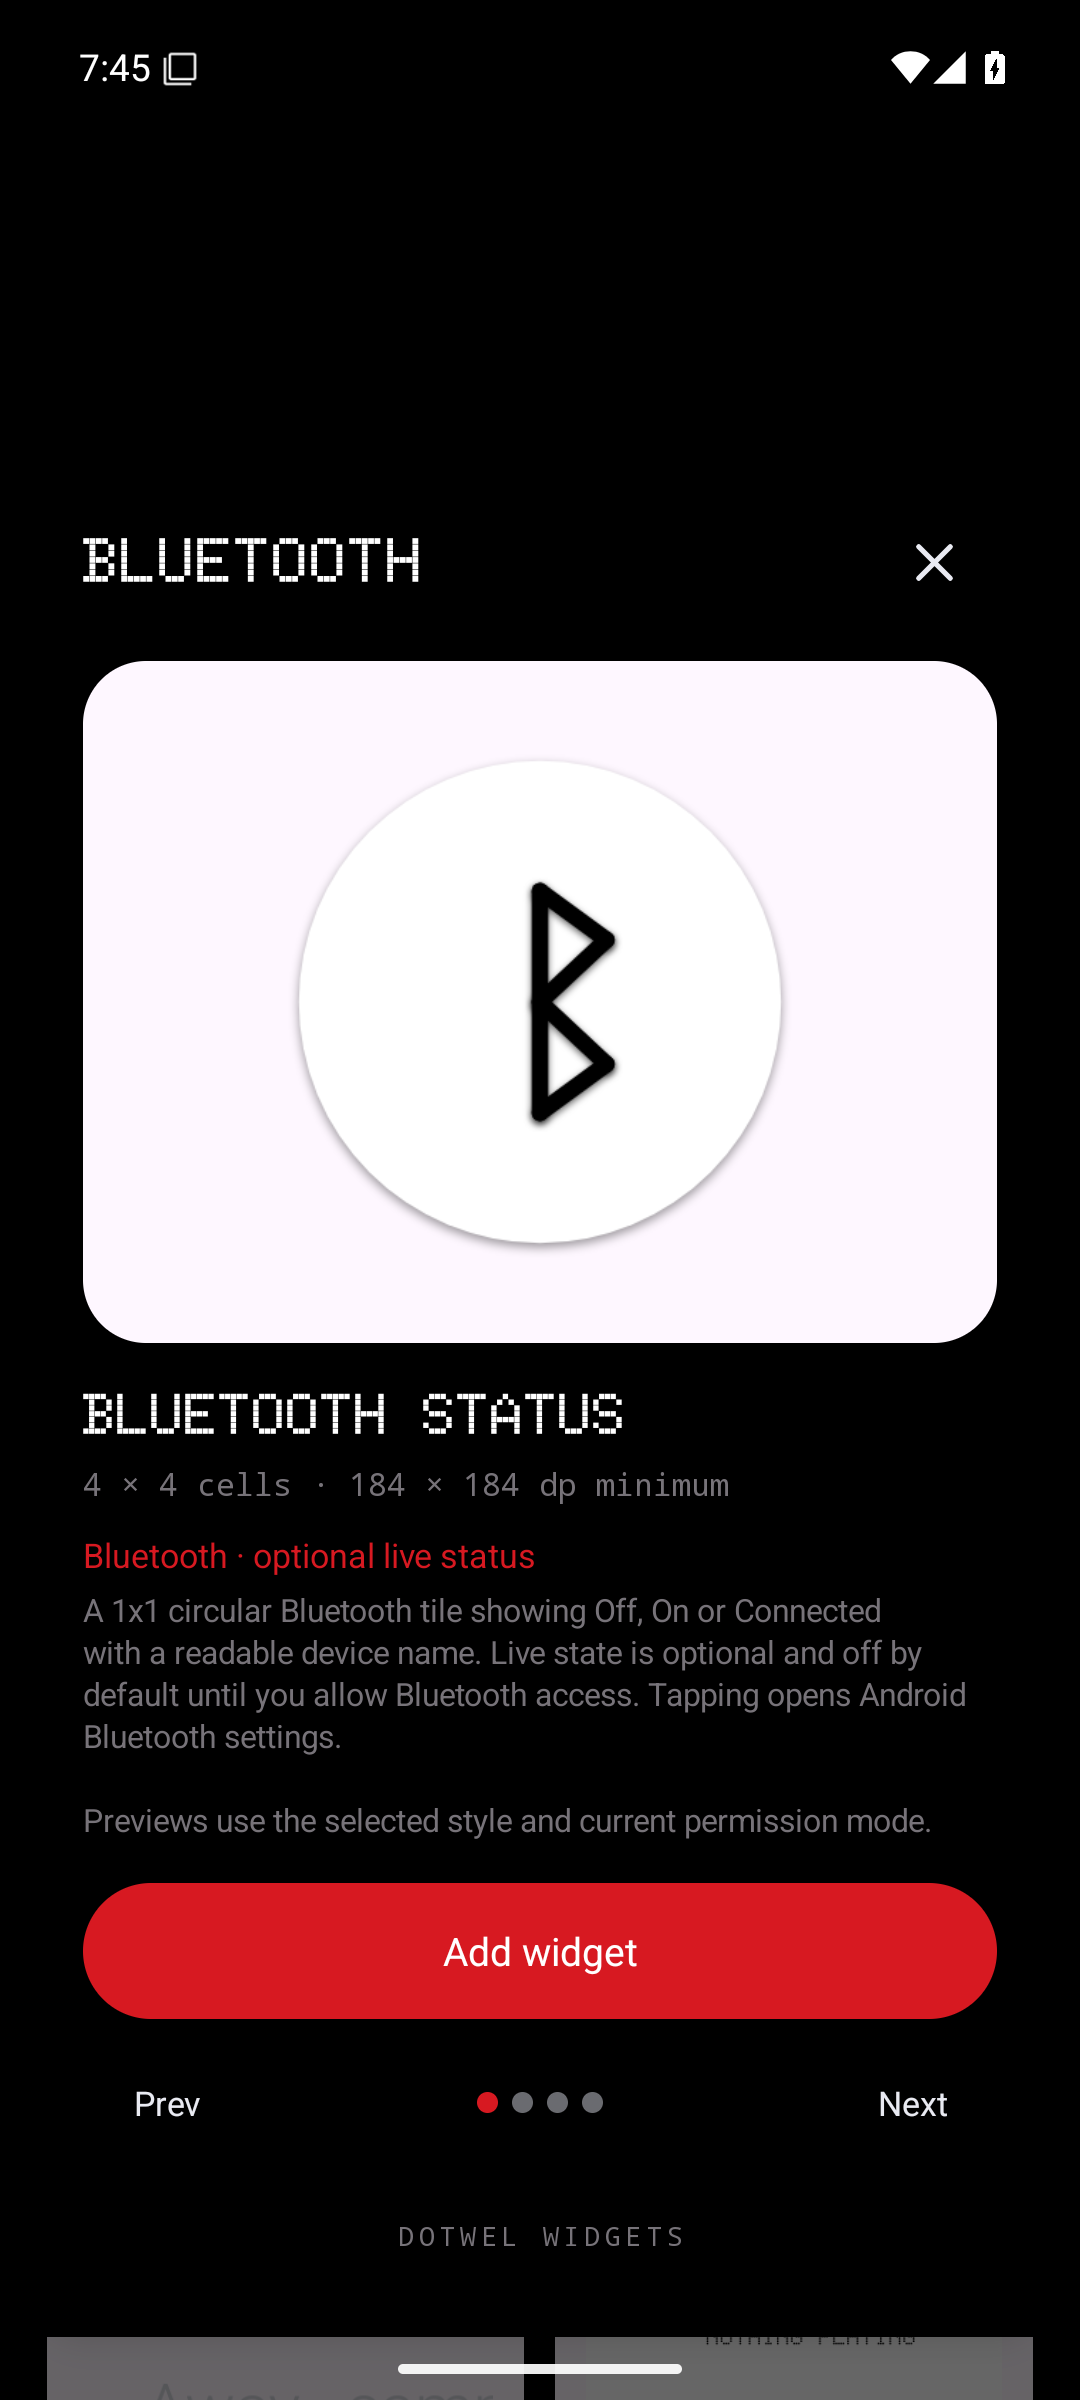 7:45
BLUETOOTH
BLUETOOTH STATUS
4 × 4 cells · 184 × 184 dp minimum
Bluetooth · optional live status
A 1x1 circular Bluetooth tile showing Off, On or Connected
with a readable device name. Live state is optional and off by
default until you allow Bluetooth access. Tapping opens Android
Bluetooth settings.
Previews use the selected style and current permission mode.
Add widget
Prev
Next
DOTWEL WIDGETS
NOTHING PLAYING